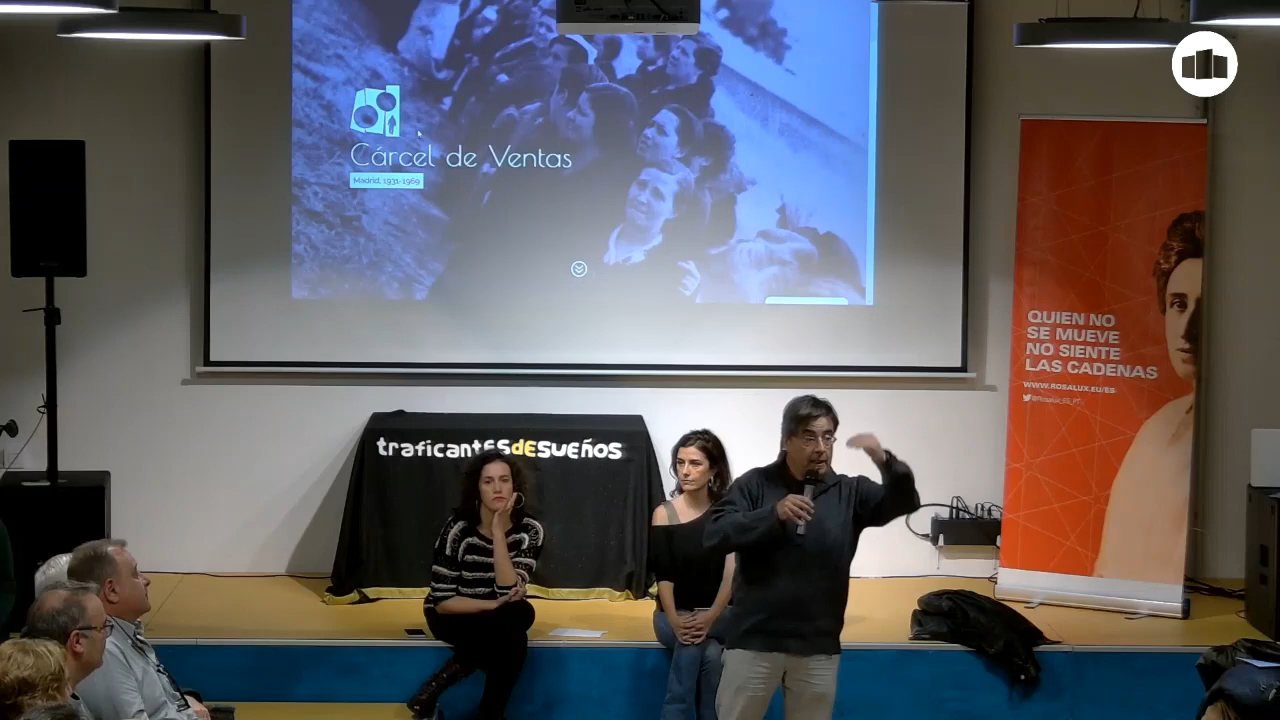 Cárcel de Ventas
Madrid, 1931-1969
traficantEsdESuEños
QUIEN NO
SE MUEVE
NO SIENTE
LAS CADENAS
WWW.ROSALUX.EU/ES
@Rosalux_ES_PT